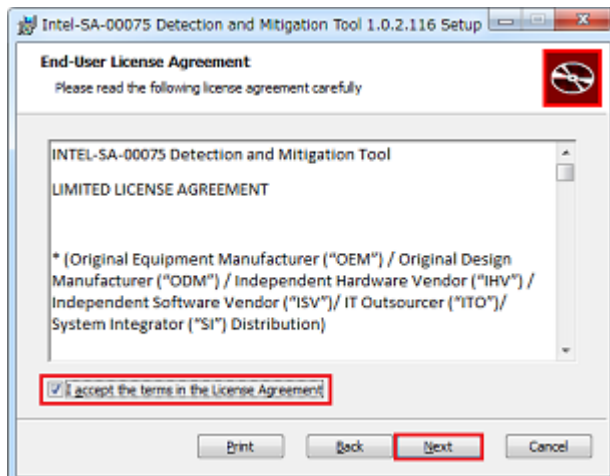 Intel-SA-00075 Detection and Mitigation Tool 1.0.2.116 Setup
End-User License Agreement
Please read the following license agreement carefully
INTEL-SA-00075 Detection and Mitigation Tool
LIMITED LICENSE AGREEMENT
* (Original Equipment Manufacturer (“OEM”) / Original Design
Manufacturer (“ODM”) / Independent Hardware Vendor (“IHV”) /
Independent Software Vendor (“ISV”)/ IT Outsourcer (“ITO”)/
System Integrator (“SI”) Distribution)
I accept the terms in the License Agreement
Print Back Next Cancel